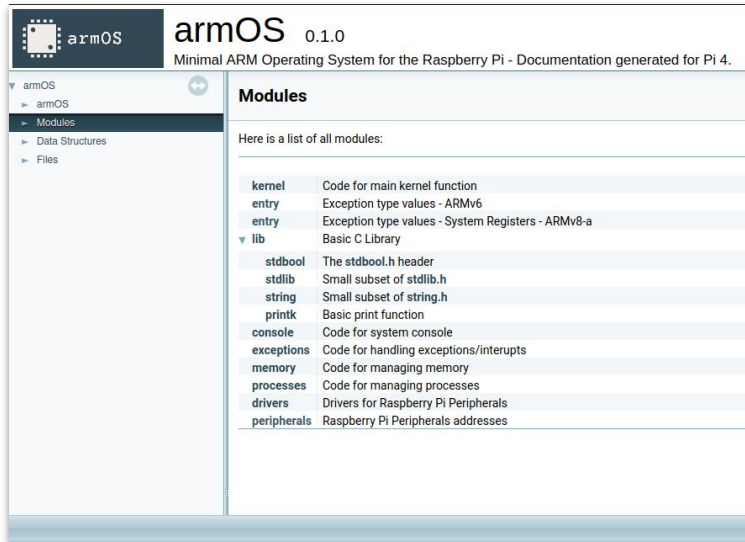 armOS
armOS 0.1.0
Minimal ARM Operating System for the Raspberry Pi - Documentation generated for Pi 4.
armOS
armOS
Modules
Data Structures
Files
Modules
Here is a list of all modules:
kernel Code for main kernel function
entry Exception type values - ARMv6
entry Exception type values - System Registers - ARMv8-a
lib Basic C Library
stdbool The stdbool.h header
stdlib Small subset of stdlib.h
string Small subset of string.h
printk Basic print function
console Code for system console
exceptions Code for handling exceptions/interupts
memory Code for managing memory
processes Code for managing processes
drivers Drivers for Raspberry Pi Peripherals
peripherals Raspberry Pi Peripherals addresses